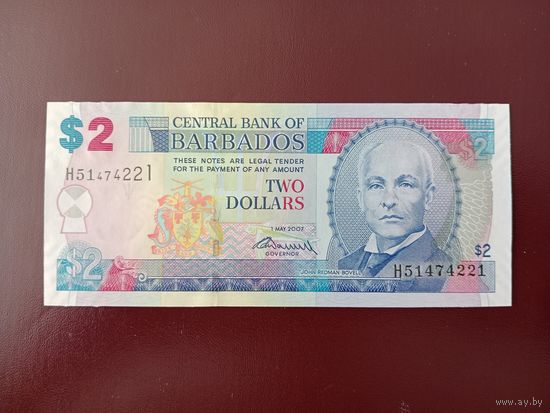 $2
CENTRAL BANK OF
BARBADOS
$2
THESE NOTES ARE LEGAL TENDER
FOR THE PAYMENT OF ANY AMOUNT
H51474221
TWO
DOLLARS
1 MAY 2007
GOVERNOR
$2
$2
JOHN REDMAN BOVELL
H51474221
www.ay.by